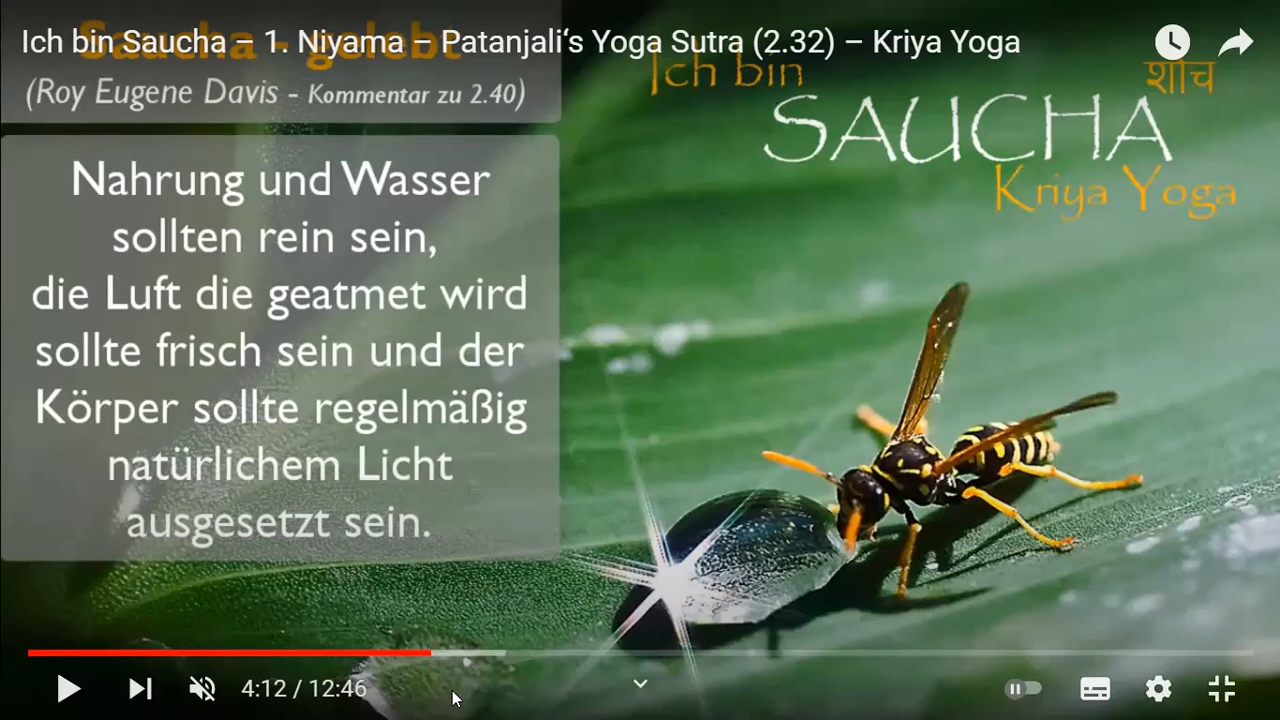 Ich bin Saucha – 1. Niyama – Patanjali‘s Yoga Sutra (2.32) – Kriya Yoga
Saucha - gelebt
(Roy Eugene Davis - Kommentar zu 2.40)
Nahrung und Wasser
sollten rein sein,
die Luft die geatmet wird
sollte frisch sein und der
Körper sollte regelmäßig
natürlichem Licht
ausgesetzt sein.
Ich bin
शौच
SAUCHA
Kriya Yoga
4:12 / 12:46